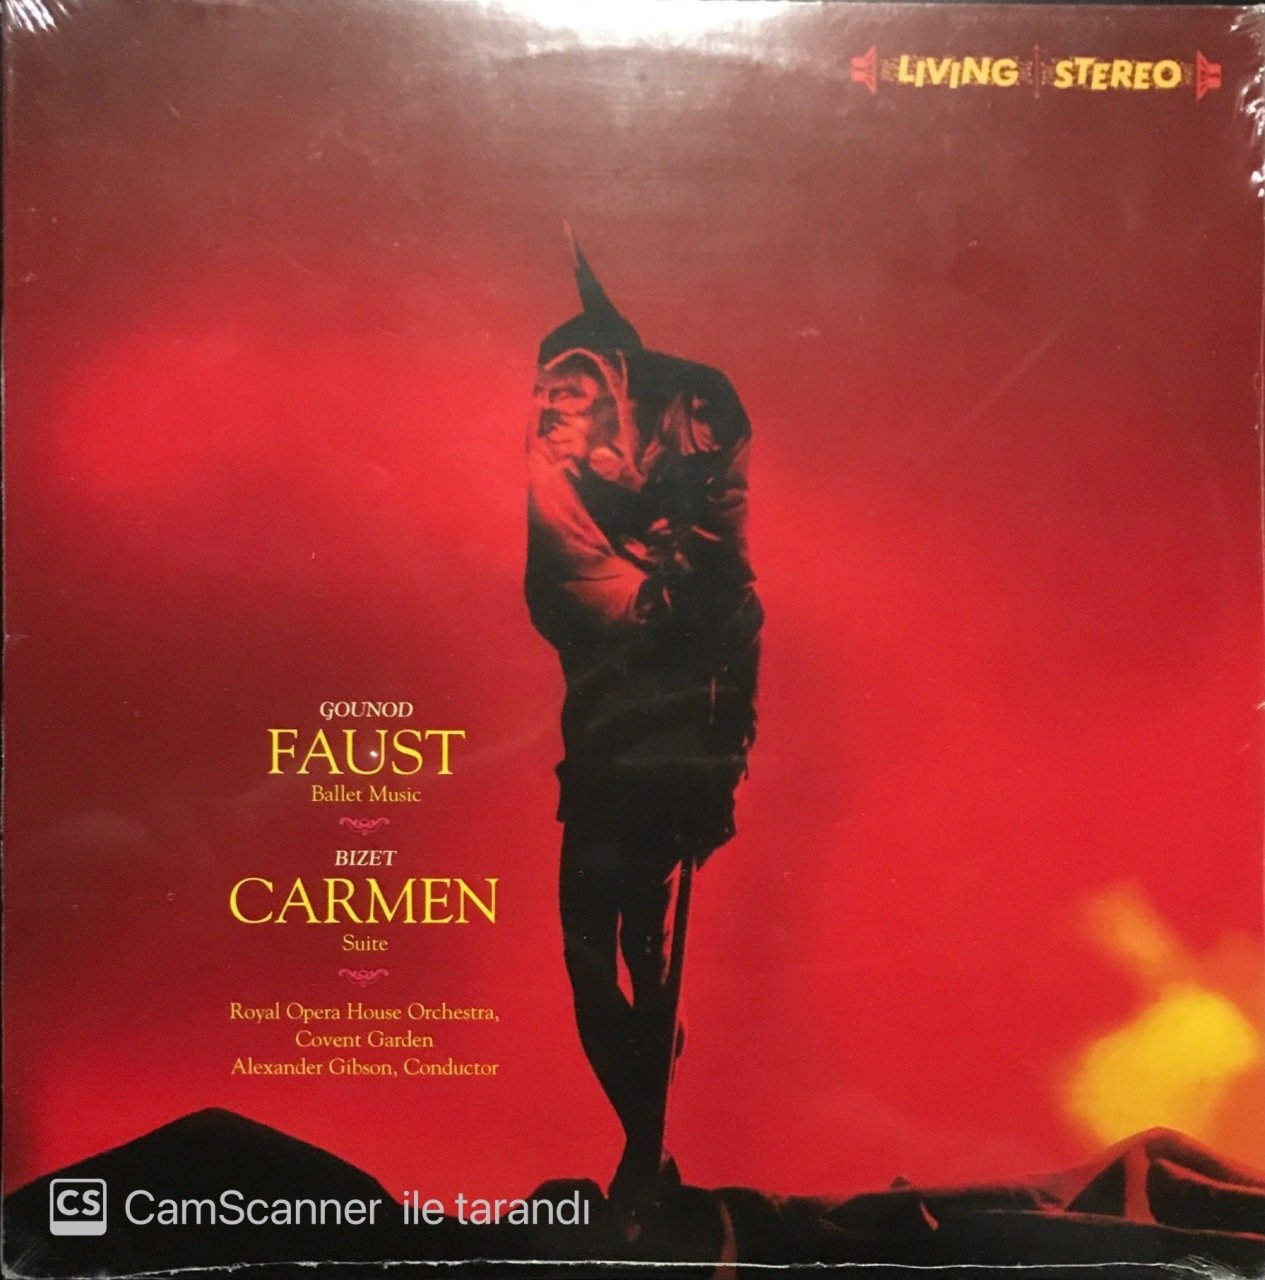 LIVING STEREO
GOUNOD
FAUST
Ballet Music
BIZET
CARMEN
Suite
Royal Opera House Orchestra,
Covent Garden
Alexander Gibson, Conductor
CS CamScanner ile tarandı